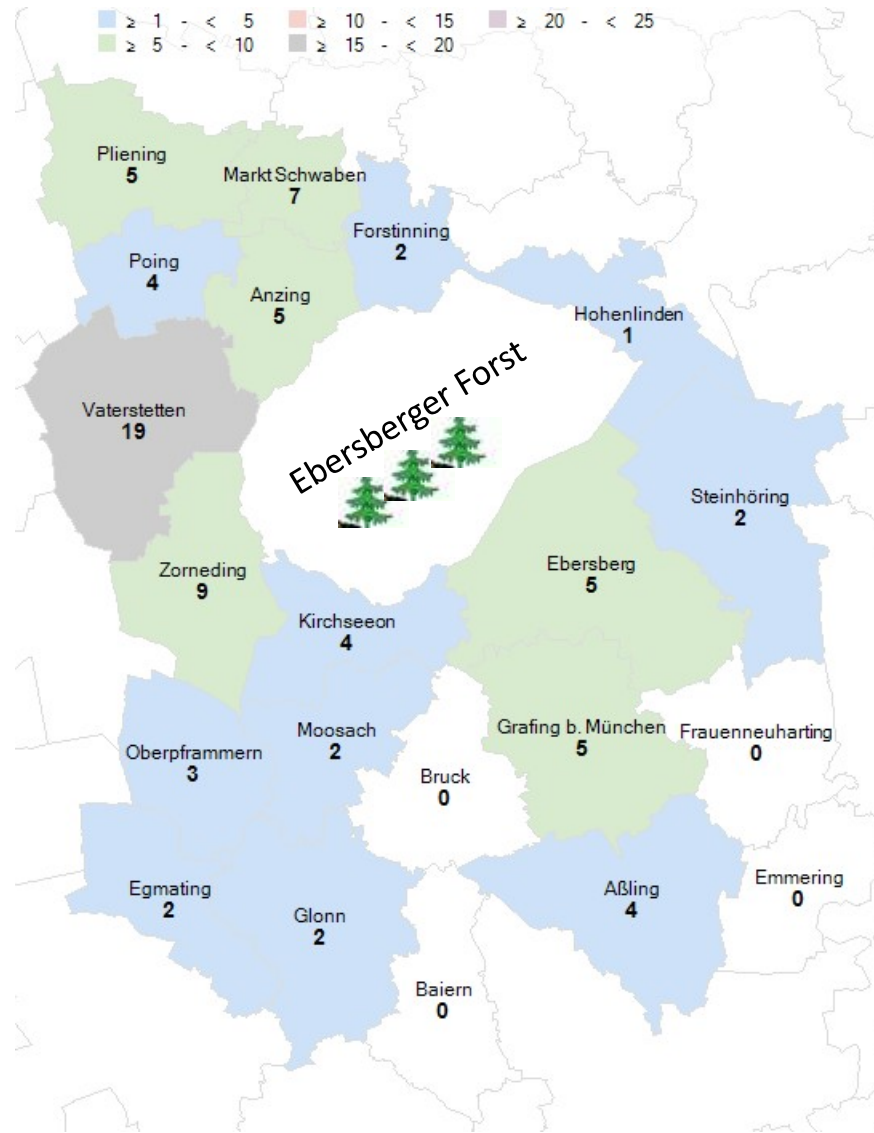 ≥ 1 - < 5 ≥ 10 - < 15 ≥ 20 - < 25
≥ 5 - < 10 ≥ 15 - < 20
Pliening
5
Markt Schwaben
7
Forstinning
2
Poing
4
Anzing
5
Hohenlinden
1
Ebersberger Forst
Vaterstetten
19
Steinhöring
2
Zorneding
9
Ebersberg
5
Kirchseeon
4
Oberpframmern
3
Moosach
2
Grafing b. München
5
Frauenneuharting
0
Bruck
0
Egmating
2
Glonn
2
Aßling
4
Emmering
0
Baiern
0